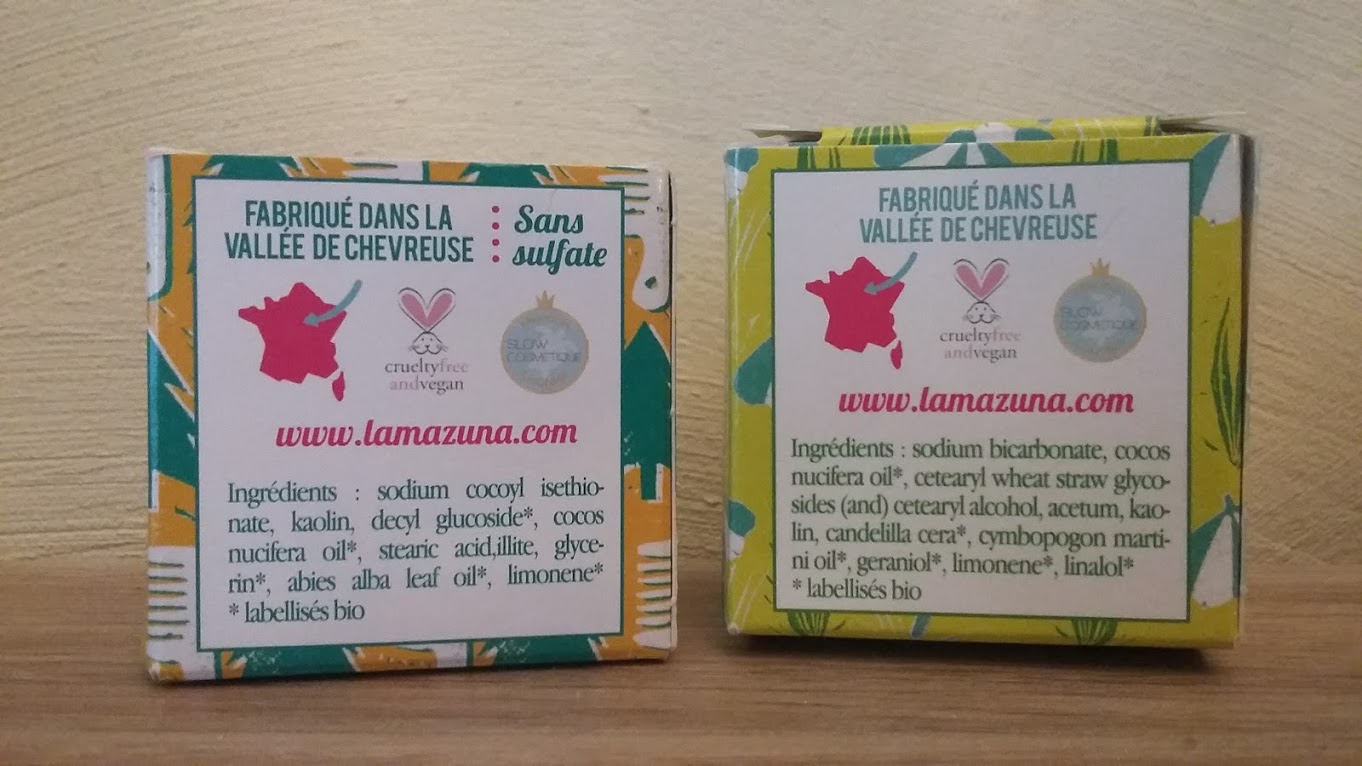 FABRIQUÉ DANS LA
VALLÉE DE CHEVREUSE
Sans
sulfate
crueltyfree
andvegan
SLOW
COSMETIQUE
www.lamazuna.com
Ingrédients : sodium cocoyl isethio-
nate, kaolin, decyl glucoside*, cocos
nucifera oil*, stearic acid,illite, glyce-
rin*, abies alba leaf oil*, limonene*
* labellisés bio
FABRIQUÉ DANS LA
VALLÉE DE CHEVREUSE
crueltyfree
andvegan
SLOW
COSMETIQUE
www.lamazuna.com
Ingrédients : sodium bicarbonate, cocos
nucifera oil*, cetearyl wheat straw glyco-
sides (and) cetearyl alcohol, acetum, kao-
lin, candelilla cera*, cymbopogon marti-
ni oil*, geraniol*, limonene*, linalol*
* labellisés bio